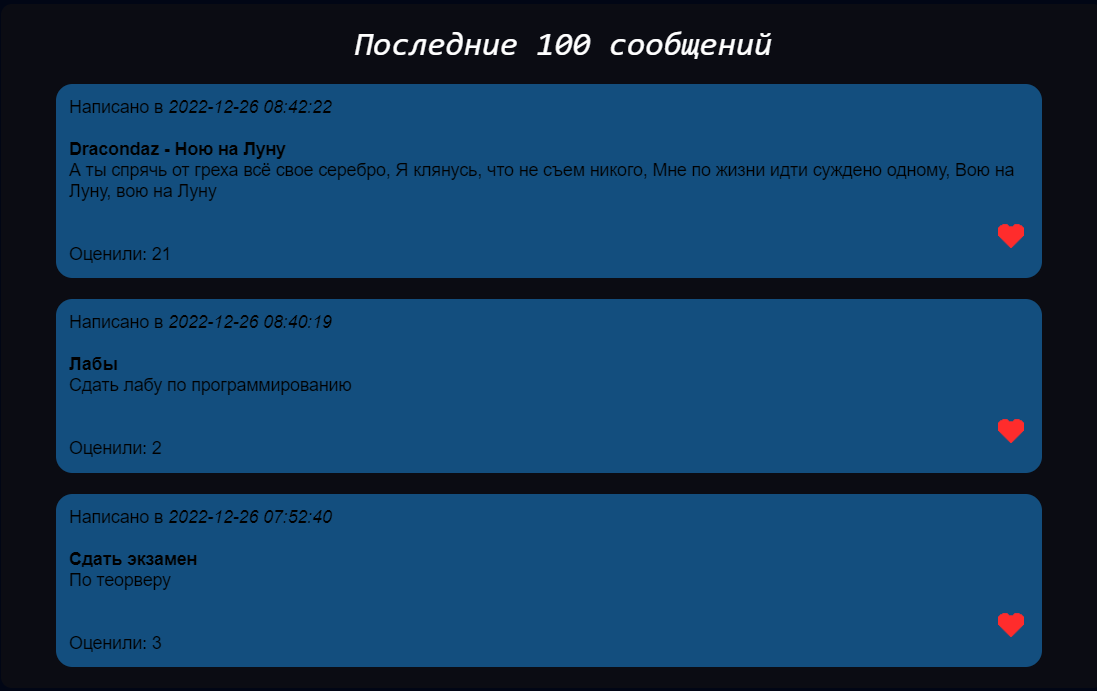 Последние 100 сообщений
Написано в 2022-12-26 08:42:22
Dracondaz - Ною на Луну
А ты спрячь от греха всё свое серебро, Я клянусь, что не съем никого, Мне по жизни идти суждено одному, Вою на
Луну, вою на Луну
Оценили: 21
Написано в 2022-12-26 08:40:19
Лабы
Сдать лабу по программированию
Оценили: 2
Написано в 2022-12-26 07:52:40
Сдать экзамен
По теорверу
Оценили: 3